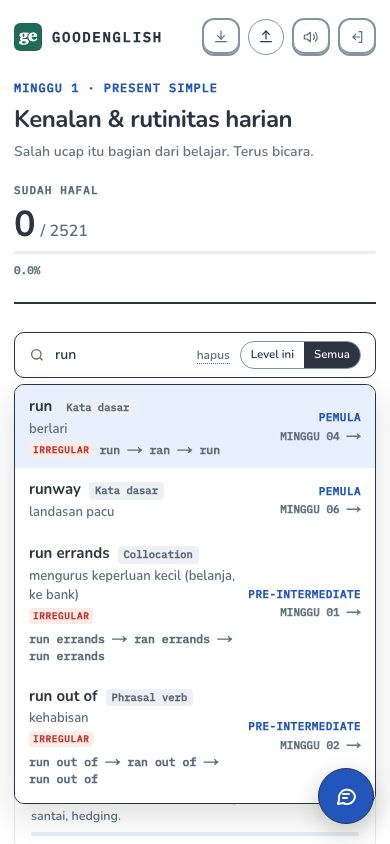 ge GOODENGLISH
MINGGU 1 · PRESENT SIMPLE
Kenalan & rutinitas harian
Salah ucap itu bagian dari belajar. Terus bicara.
SUDAH HAFAL
0 / 2521
0.0%
run hapus Level ini Semua
run Kata dasar
berlari
IRREGULAR run → ran → run
PEMULA
MINGGU 04 →
runway Kata dasar
landasan pacu
PEMULA
MINGGU 06 →
run errands Collocation
mengurus keperluan kecil (belanja,
ke bank)
IRREGULAR
run errands → ran errands →
run errands
PRE-INTERMEDIATE
MINGGU 01 →
run out of Phrasal verb
kehabisan
IRREGULAR
run out of → ran out of →
run out of
PRE-INTERMEDIATE
MINGGU 02 →
santai, hedging.